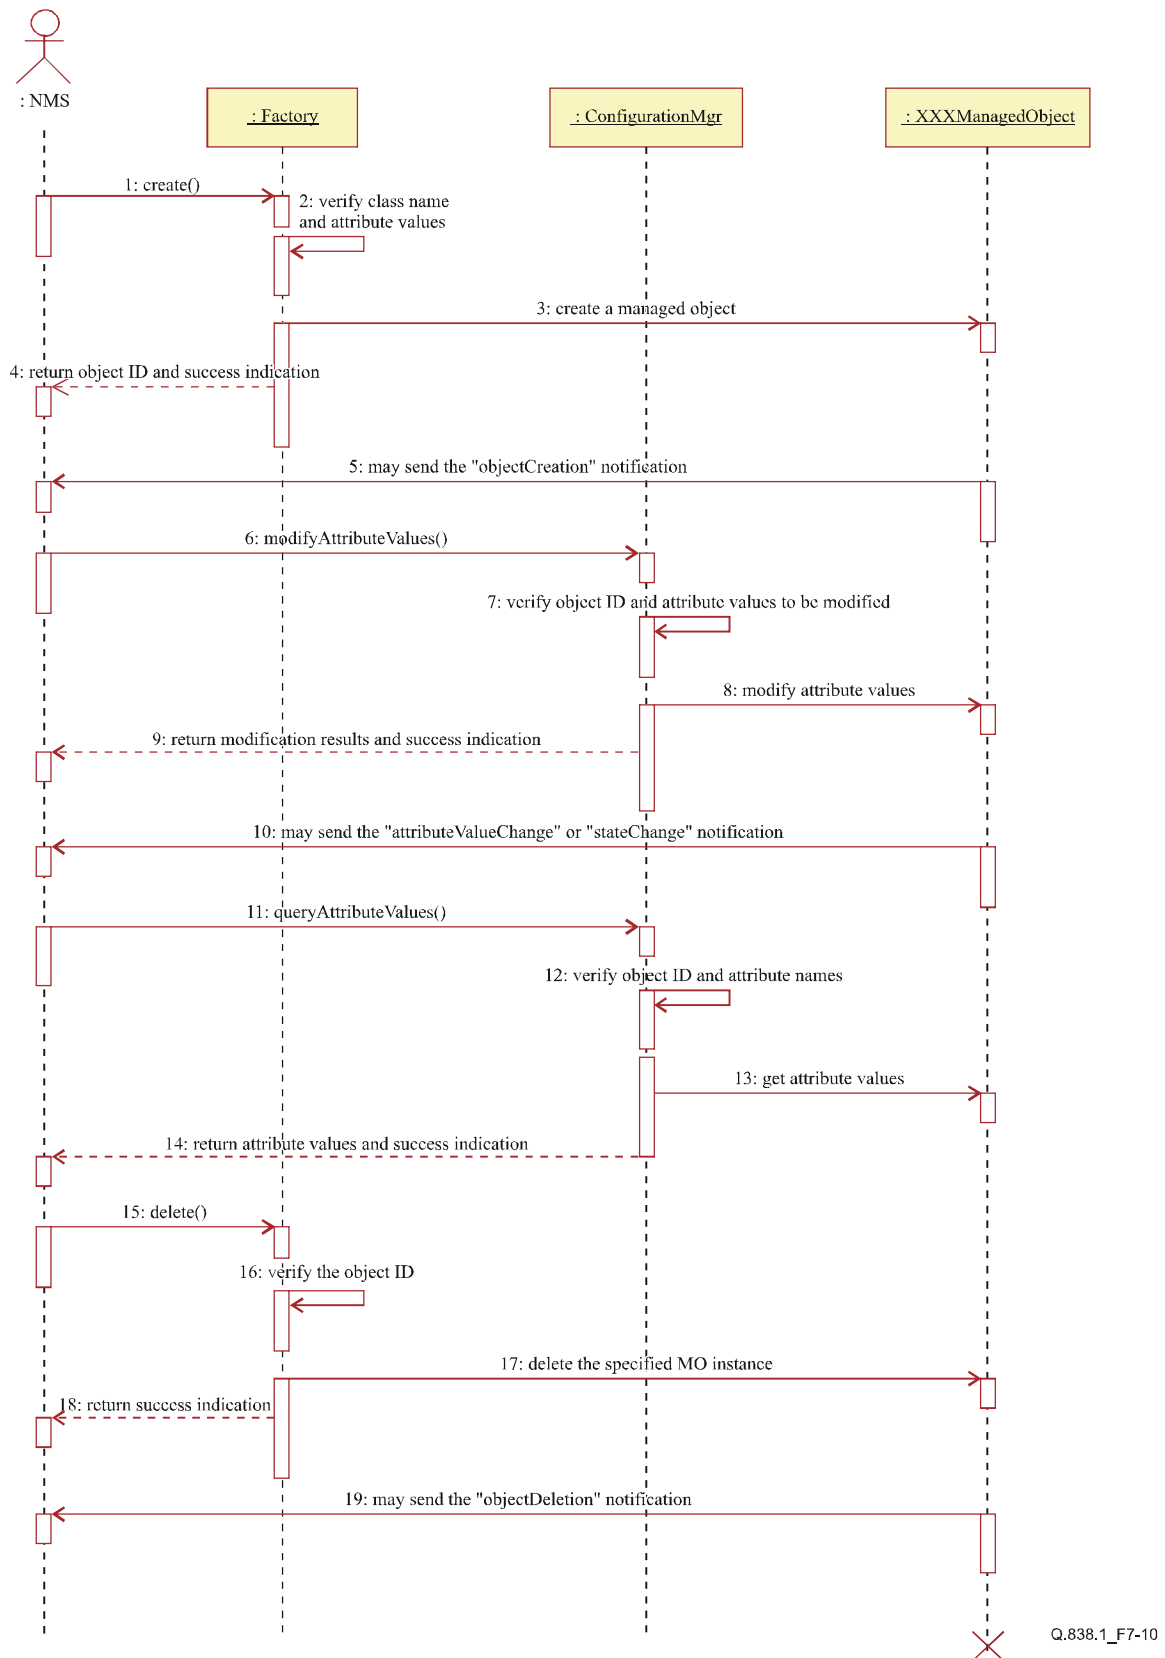 : NMS
: Factory
: ConfigurationMgr
: XXXManagedObject
1: create()
2: verify class name
and attribute values
3: create a managed object
4: return object ID and success indication
5: may send the "objectCreation" notification
6: modifyAttributeValues()
7: verify object ID and attribute values to be modified
8: modify attribute values
9: return modification results and success indication
10: may send the "attributeValueChange" or "stateChange" notification
11: queryAttributeValues()
12: verify object ID and attribute names
13: get attribute values
14: return attribute values and success indication
15: delete()
16: verify the object ID
17: delete the specified MO instance
18: return success indication
19: may send the "objectDeletion" notification
Q.838.1_F7-10